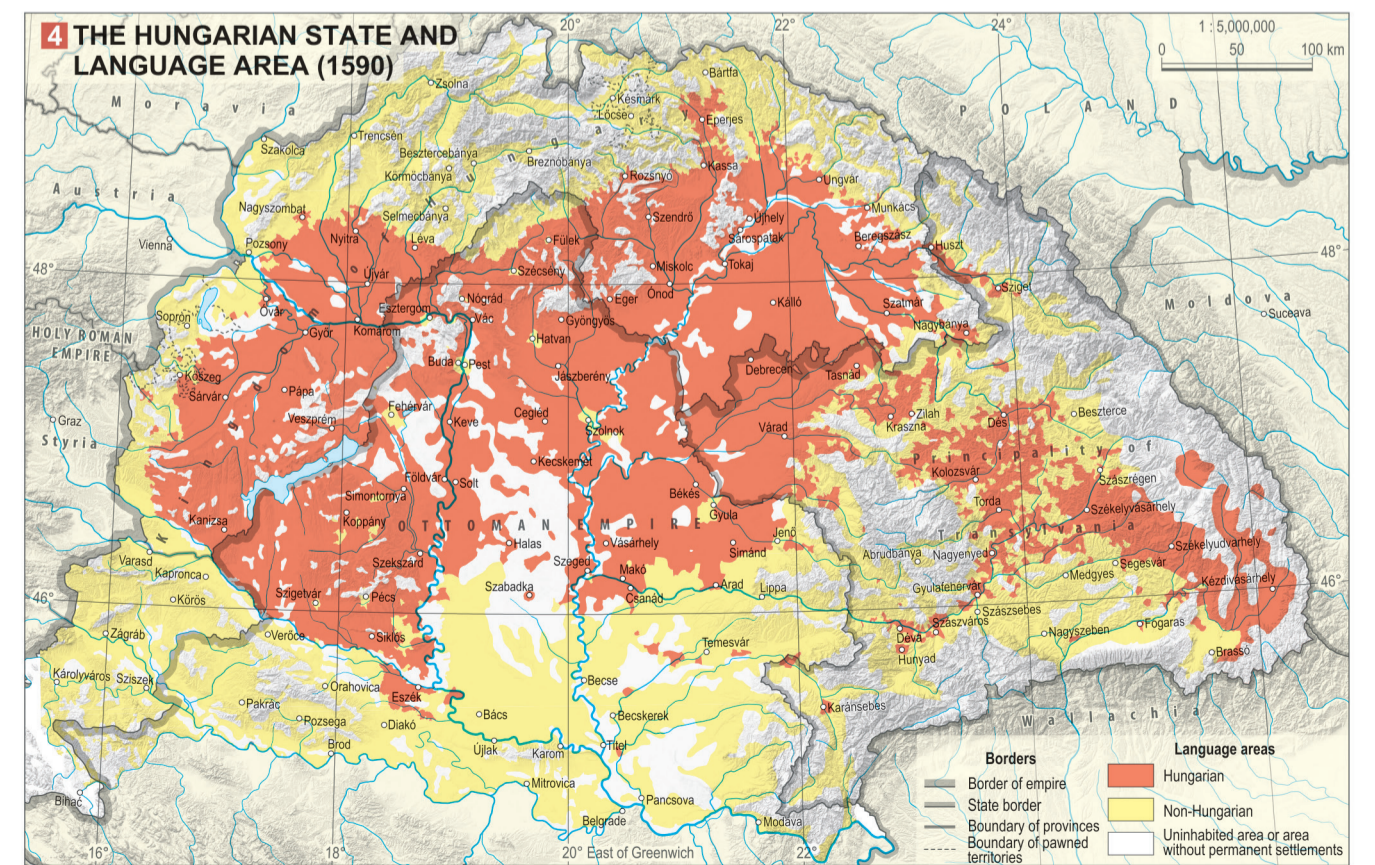 4 THE HUNGARIAN STATE AND
LANGUAGE AREA (1590)
20°
22°
24°
1 : 5,000,000
0 50 100 km
Moravia
POLAND
Zsolna
Bártfa
Késmárk
Lőcse
Eperjes
Trencsén
Szakolca
Besztercebánya
Breznóbánya
Körmöcbánya
Kassa
Rozsnyó
Ungvár
Austria
Nagyszombat
Selmecbánya
Munkács
Szendrő
Újhely
Vienna
Pozsony
Nyitra
Léva
Fülek
Sárospatak
Beregszász
Huszt
48°
48°
Újvár
Szécsény
Miskolc
Tokaj
Ónod
Sziget
Moldova
Suceava
Sopron
Óvár
Győr
Komárom
Esztergom
Nógrád
Vác
Eger
Gyöngyös
Kálló
Szatmár
Nagybánya
HOLY ROMAN
EMPIRE
Hatvan
Kőszeg
Buda
Pest
Jászberény
Debrecen
Tasnád
Sárvár
Pápa
Graz
Styria
Veszprém
Fehérvár
Keve
Cegléd
Szolnok
Várad
Kraszna
Zilah
Dés
Beszterce
Kingdom of Hungary
Principality of
Transylvania
Kecskemét
Kolozsvár
Szászrégen
Földvár
Solt
Simontornya
Békés
Torda
Székelyvásárhely
Kanizsa
Koppány
OTTOMAN EMPIRE
Gyula
Halas
Vásárhely
Simánd
Jenő
Varasd
Szekszárd
Szeged
Abrudbánya
Nagyenyed
Székelyudvarhely
Kapronca
Makó
Segesvár
Szabadka
Arad
Lippa
Medgyes
Kézdivásárhely
46°
46°
Körös
Szigetvár
Pécs
Csanád
Gyulafehérvár
Szászsebes
Zágráb
Verőce
Siklós
Szászváros
Fogaras
Nagyszeben
Déva
Hunyad
Temesvár
Brassó
Károlyváros
Sziszek
Becse
Orahovica
Eszék
Pakrác
Karánsebes
Pozsega
Diakó
Bács
Becskerek
Wallachia
Brod
Újlak
Karom
Titel
Mitrovica
Pancsova
Bihać
Belgrade
Modava
16°
18°
20° East of Greenwich
22°
Borders
Border of empire
State border
Boundary of provinces
Boundary of pawned
territories
Language areas
Hungarian
Non-Hungarian
Uninhabited area or area
without permanent settlements